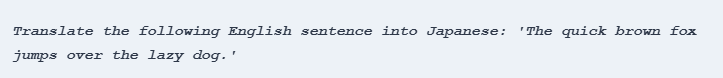 Translate the following English sentence into Japanese: 'The quick brown fox
jumps over the lazy dog.'